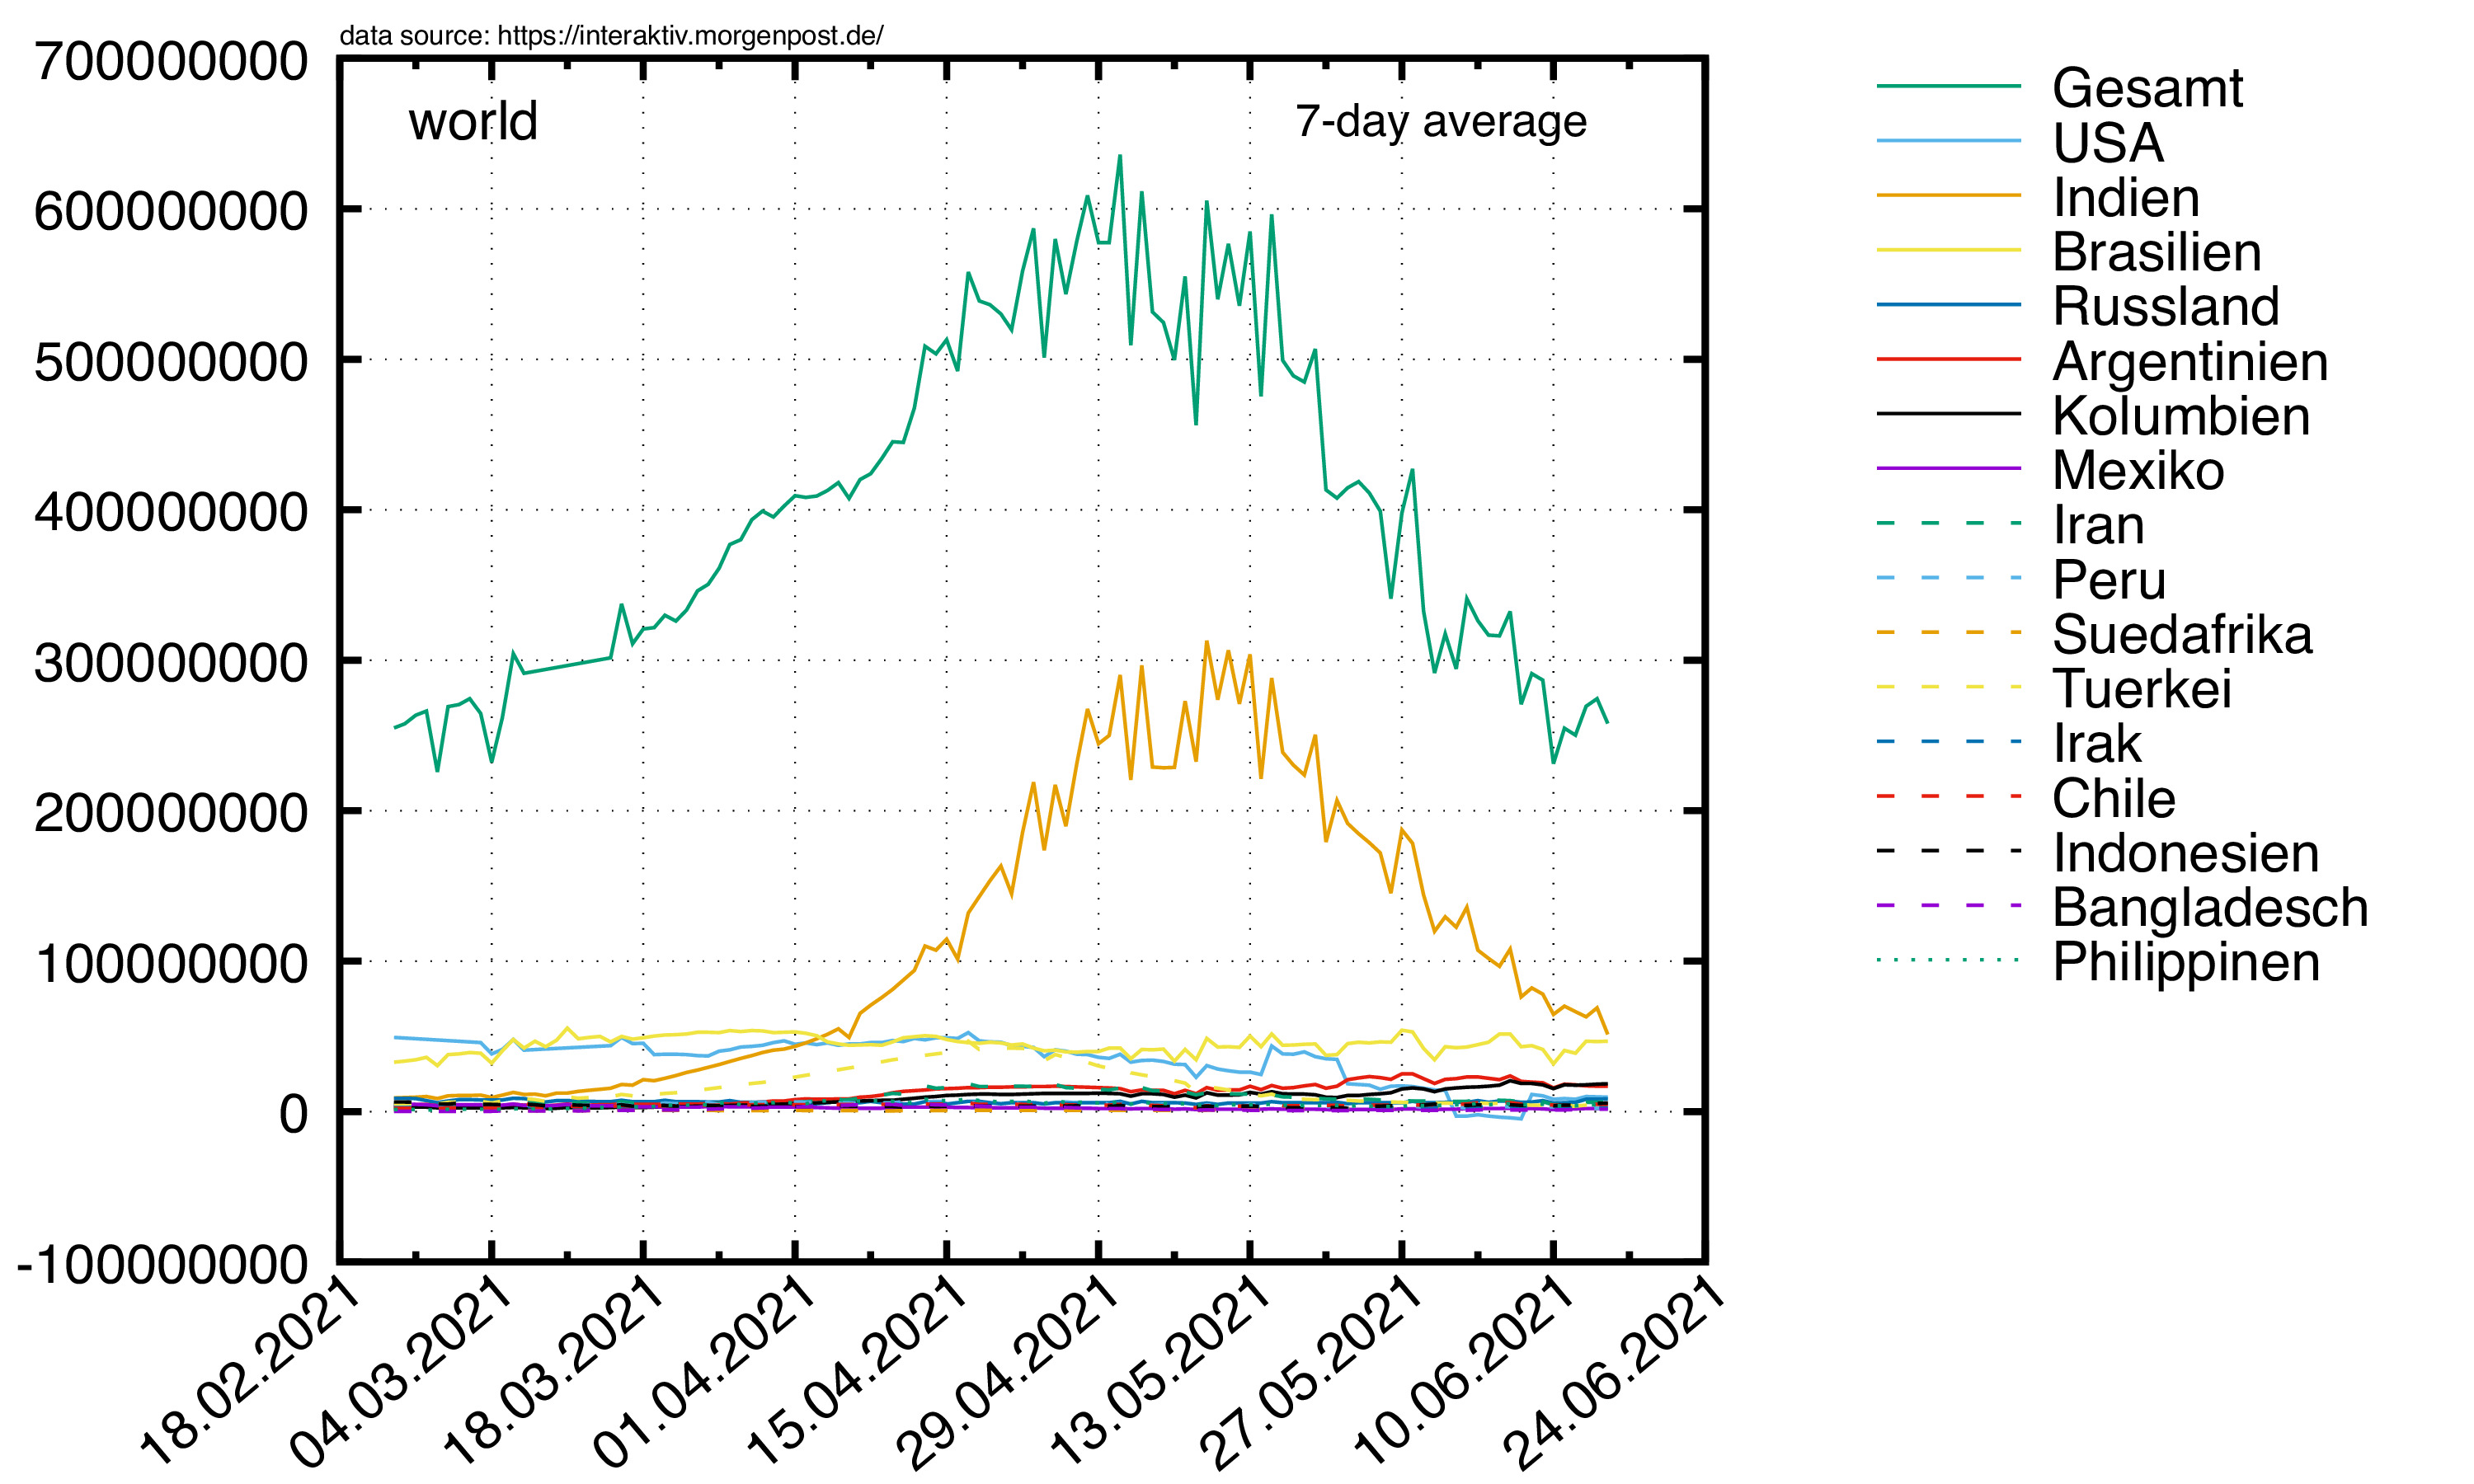 data source: https://interaktiv.morgenpost.de/
700000000
600000000
500000000
400000000
300000000
200000000
100000000
0
-100000000
world
7-day average
18.02.2021
04.03.2021
18.03.2021
01.04.2021
15.04.2021
29.04.2021
13.05.2021
27.05.2021
10.06.2021
24.06.2021
Gesamt
USA
Indien
Brasilien
Russland
Argentinien
Kolumbien
Mexiko
Iran
Peru
Suedafrika
Tuerkei
Irak
Chile
Indonesien
Bangladesch
Philippinen